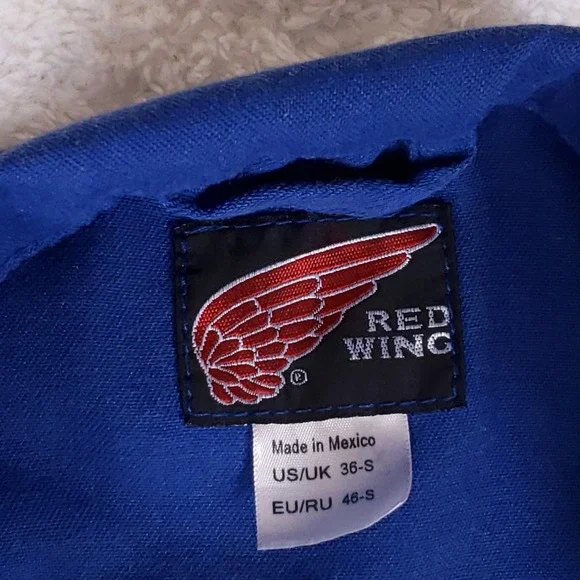 RED
WING
®
Made in Mexico
US/UK 36-S
EU/RU 46-S